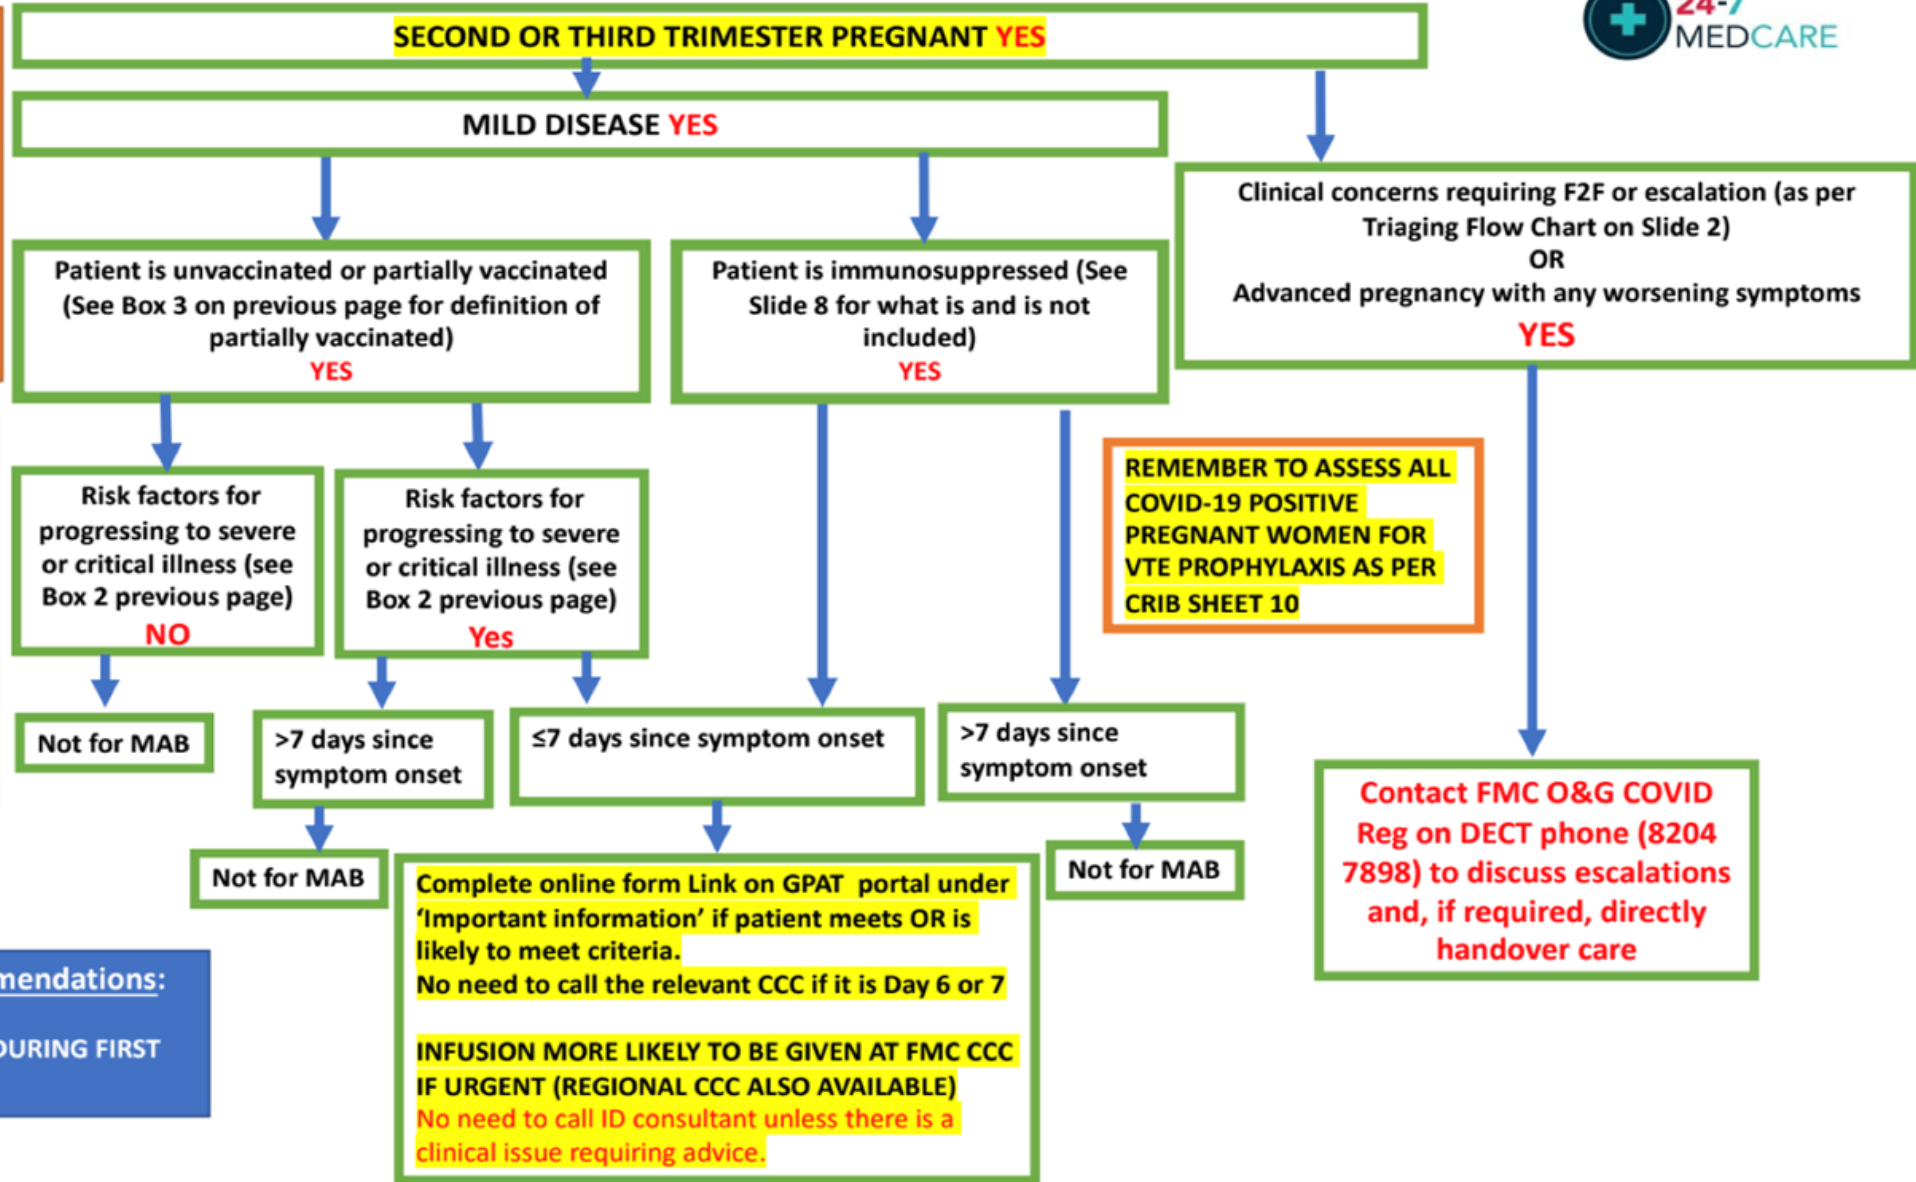 24-7
MEDCARE
SECOND OR THIRD TRIMESTER PREGNANT YES
MILD DISEASE YES
Clinical concerns requiring F2F or escalation (as per
Triaging Flow Chart on Slide 2)
OR
Advanced pregnancy with any worsening symptoms
YES
Patient is unvaccinated or partially vaccinated
(See Box 3 on previous page for definition of
partially vaccinated)
YES
Patient is immunosuppressed (See
Slide 8 for what is and is not
included)
YES
Risk factors for
progressing to severe
or critical illness (see
Box 2 previous page)
NO
Risk factors for
progressing to severe
or critical illness (see
Box 2 previous page)
Yes
REMEMBER TO ASSESS ALL
COVID-19 POSITIVE
PREGNANT WOMEN FOR
VTE PROPHYLAXIS AS PER
CRIB SHEET 10
Not for MAB
>7 days since
symptom onset
≤7 days since symptom onset
>7 days since
symptom onset
Not for MAB
Complete online form Link on GPAT portal under
‘Important information’ if patient meets OR is
likely to meet criteria.
No need to call the relevant CCC if it is Day 6 or 7
INFUSION MORE LIKELY TO BE GIVEN AT FMC CCC
IF URGENT (REGIONAL CCC ALSO AVAILABLE)
No need to call ID consultant unless there is a
clinical issue requiring advice.
Not for MAB
Contact FMC O&G COVID
Reg on DECT phone (8204
7898) to discuss escalations
and, if required, directly
handover care
mendations:
DURING FIRST